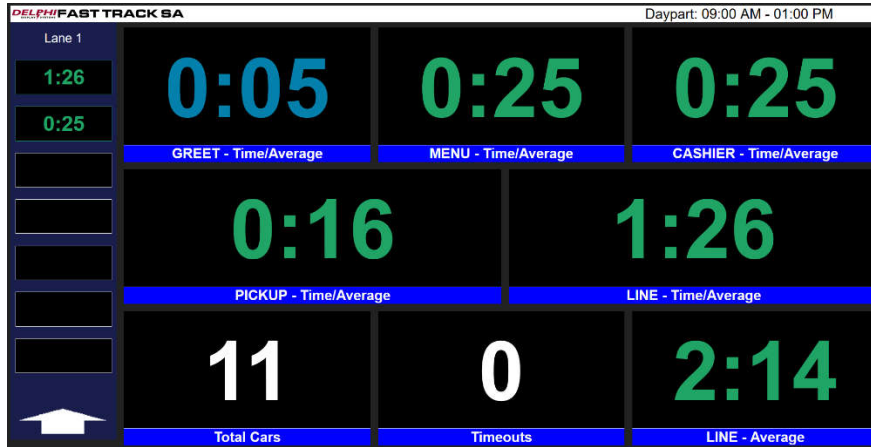 DELPHI DISPLAY SYSTEMS FAST TRACK SA
Daypart: 09:00 AM - 01:00 PM
Lane 1
1:26
0:25
0:05
GREET - Time/Average
0:25
MENU - Time/Average
0:25
CASHIER - Time/Average
0:16
PICKUP - Time/Average
1:26
LINE - Time/Average
11
Total Cars
0
Timeouts
2:14
LINE - Average